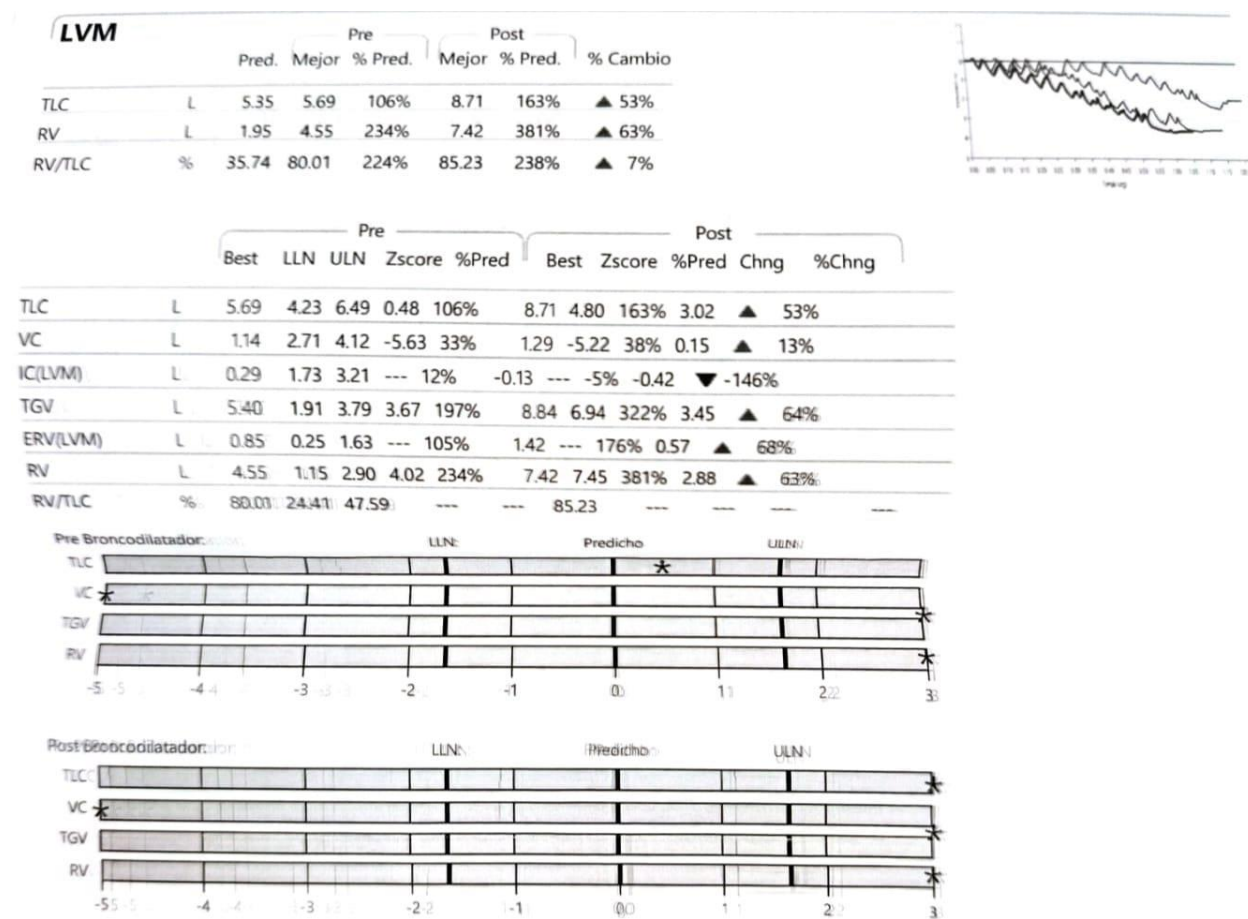 LVM
Pre Post
Pred. Mejor % Pred. Mejor % Pred. % Cambio
TLC L 5.35 5.69 106% 8.71 163% ▲ 53%
RV L 1.95 4.55 234% 7.42 381% ▲ 63%
RV/TLC % 35.74 80.01 224% 85.23 238% ▲ 7%
Pre Post
Best LLN ULN Zscore %Pred Best Zscore %Pred Chng %Chng
TLC L 5.69 4.23 6.49 0.48 106% 8.71 4.80 163% 3.02 ▲ 53%
VC L 1.14 2.71 4.12 -5.63 33% 1.29 -5.22 38% 0.15 ▲ 13%
IC(LVM) L 0.29 1.73 3.21 --- 12% -0.13 --- -5% -0.42 ▼ -146%
TGV L 5.40 1.91 3.79 3.67 197% 8.84 6.94 322% 3.45 ▲ 64%
ERV(LVM) L 0.85 0.25 1.63 --- 105% 1.42 --- 176% 0.57 ▲ 68%
RV L 4.55 1.15 2.90 4.02 234% 7.42 7.45 381% 2.88 ▲ 63%
RV/TLC % 80.01 24.41 47.59 --- --- 85.23 --- --- --- ---
Pre Broncodilatador: LLN Predicho ULN
TLC
VC
TGV
RV
-5 -4 -3 -2 -1 0 1 2 3
Post Broncodilatador: LLN Predicho ULN
TLC
VC
TGV
RV
-5 -4 -3 -2 -1 0 1 2 3